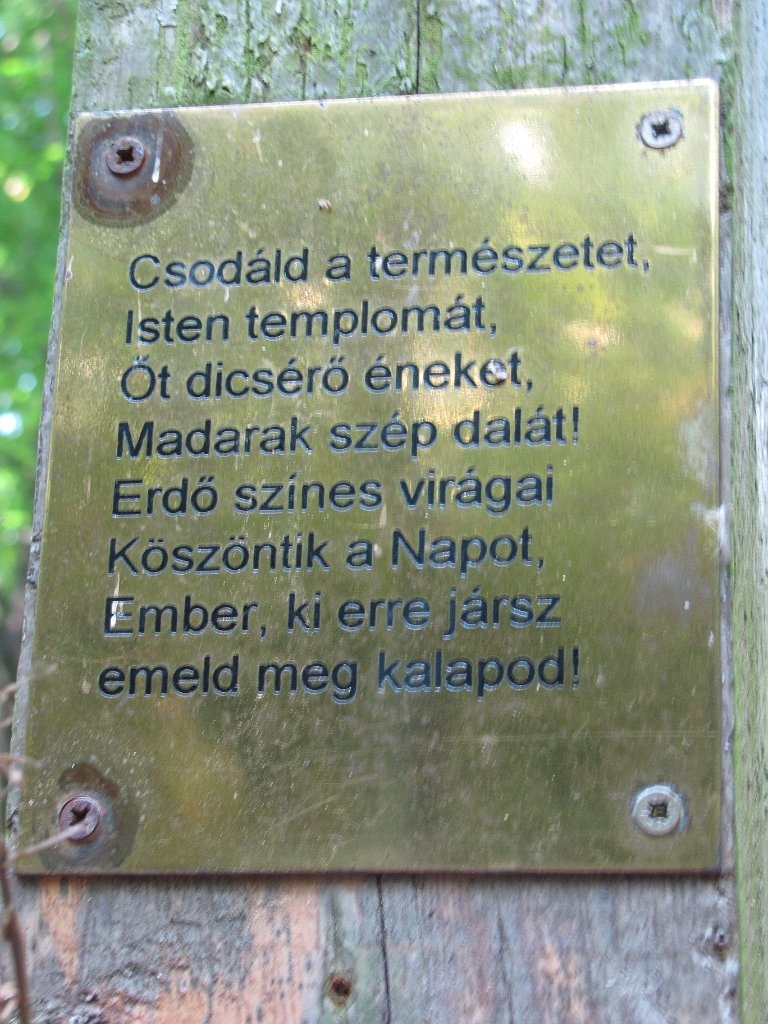 Csodáld a természetet,
Isten templomát,
Őt dicsérő éneket,
Madarak szép dalát!
Erdő színes virágai
Köszöntik a Napot,
Ember, ki erre jársz
emeld meg kalapod!